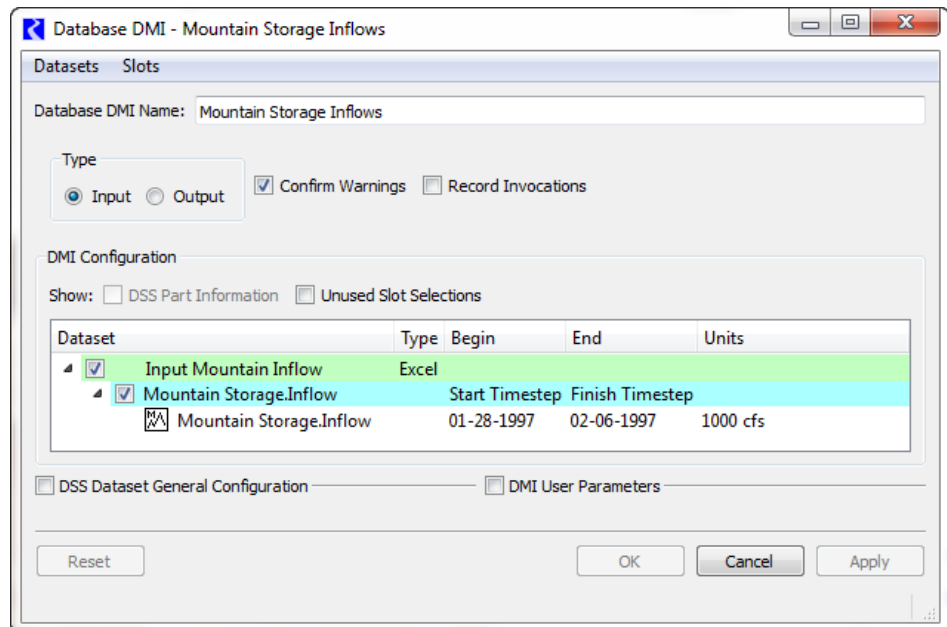 Database DMI - Mountain Storage Inflows
Datasets Slots
Database DMI Name: Mountain Storage Inflows
Type
Input Output Confirm Warnings Record Invocations
DMI Configuration
Show: DSS Part Information Unused Slot Selections
Dataset Type Begin End Units
Input Mountain Inflow Excel
Mountain Storage.Inflow Start Timestep Finish Timestep
Mountain Storage.Inflow 01-28-1997 02-06-1997 1000 cfs
DSS Dataset General Configuration DMI User Parameters
Reset OK Cancel Apply